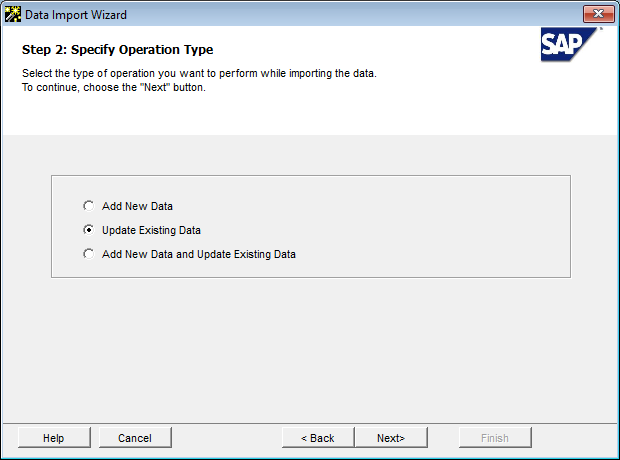 Data Import Wizard
Step 2: Specify Operation Type
SAP
Select the type of operation you want to perform while importing the data.
To continue, choose the "Next" button.
Add New Data
Update Existing Data
Add New Data and Update Existing Data
Help
Cancel
< Back
Next>
Finish